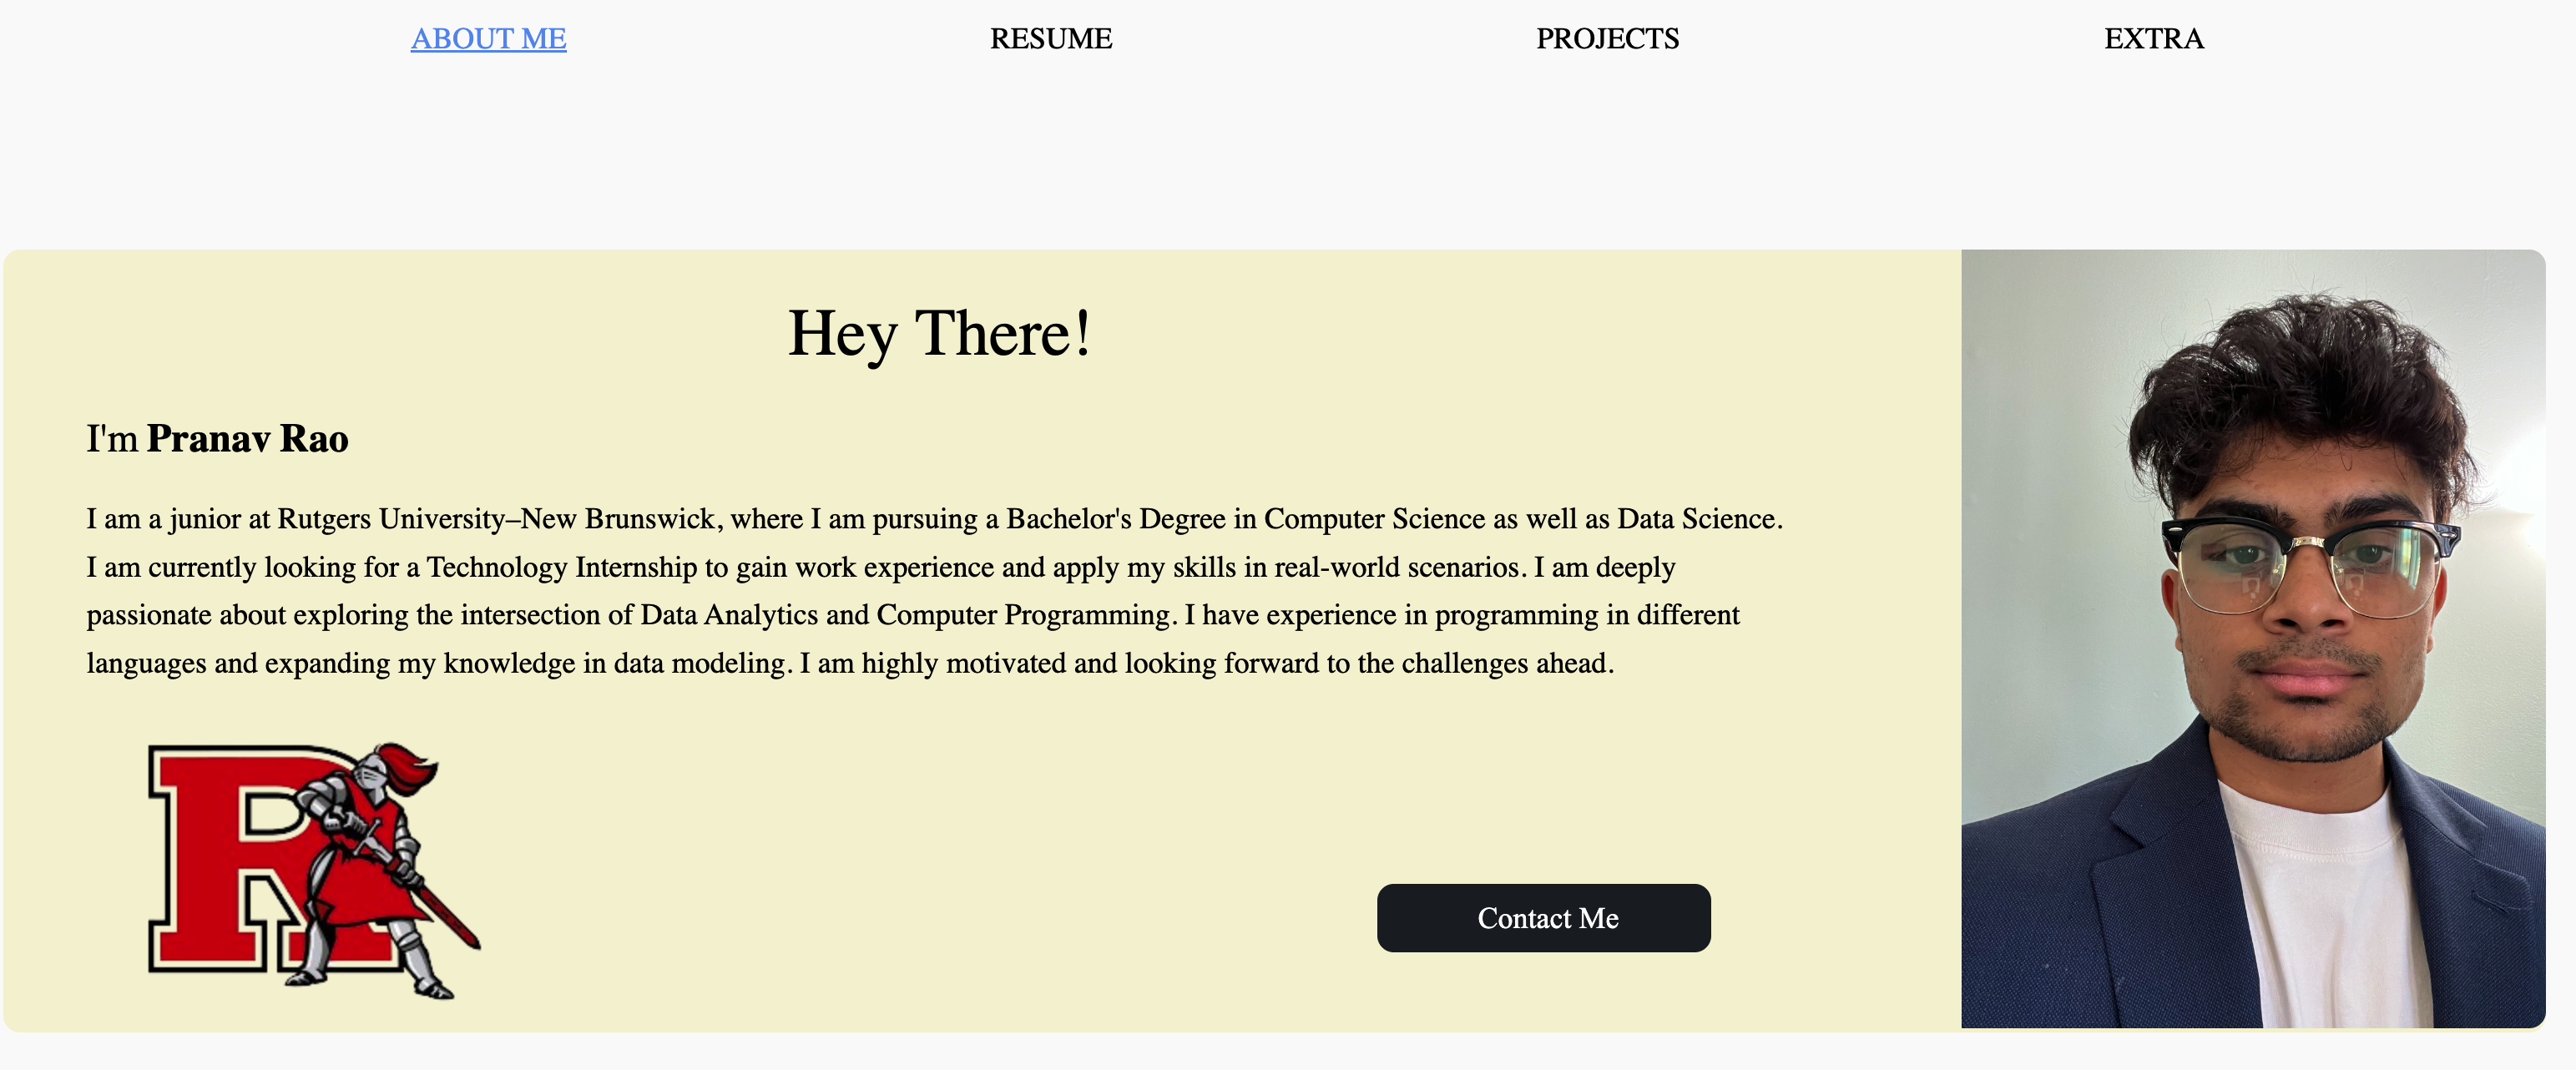 ABOUT ME RESUME PROJECTS EXTRA
Hey There!
I'm Pranav Rao
I am a junior at Rutgers University–New Brunswick, where I am pursuing a Bachelor's Degree in Computer Science as well as Data Science.
I am currently looking for a Technology Internship to gain work experience and apply my skills in real-world scenarios. I am deeply
passionate about exploring the intersection of Data Analytics and Computer Programming. I have experience in programming in different
languages and expanding my knowledge in data modeling. I am highly motivated and looking forward to the challenges ahead.
R
Contact Me